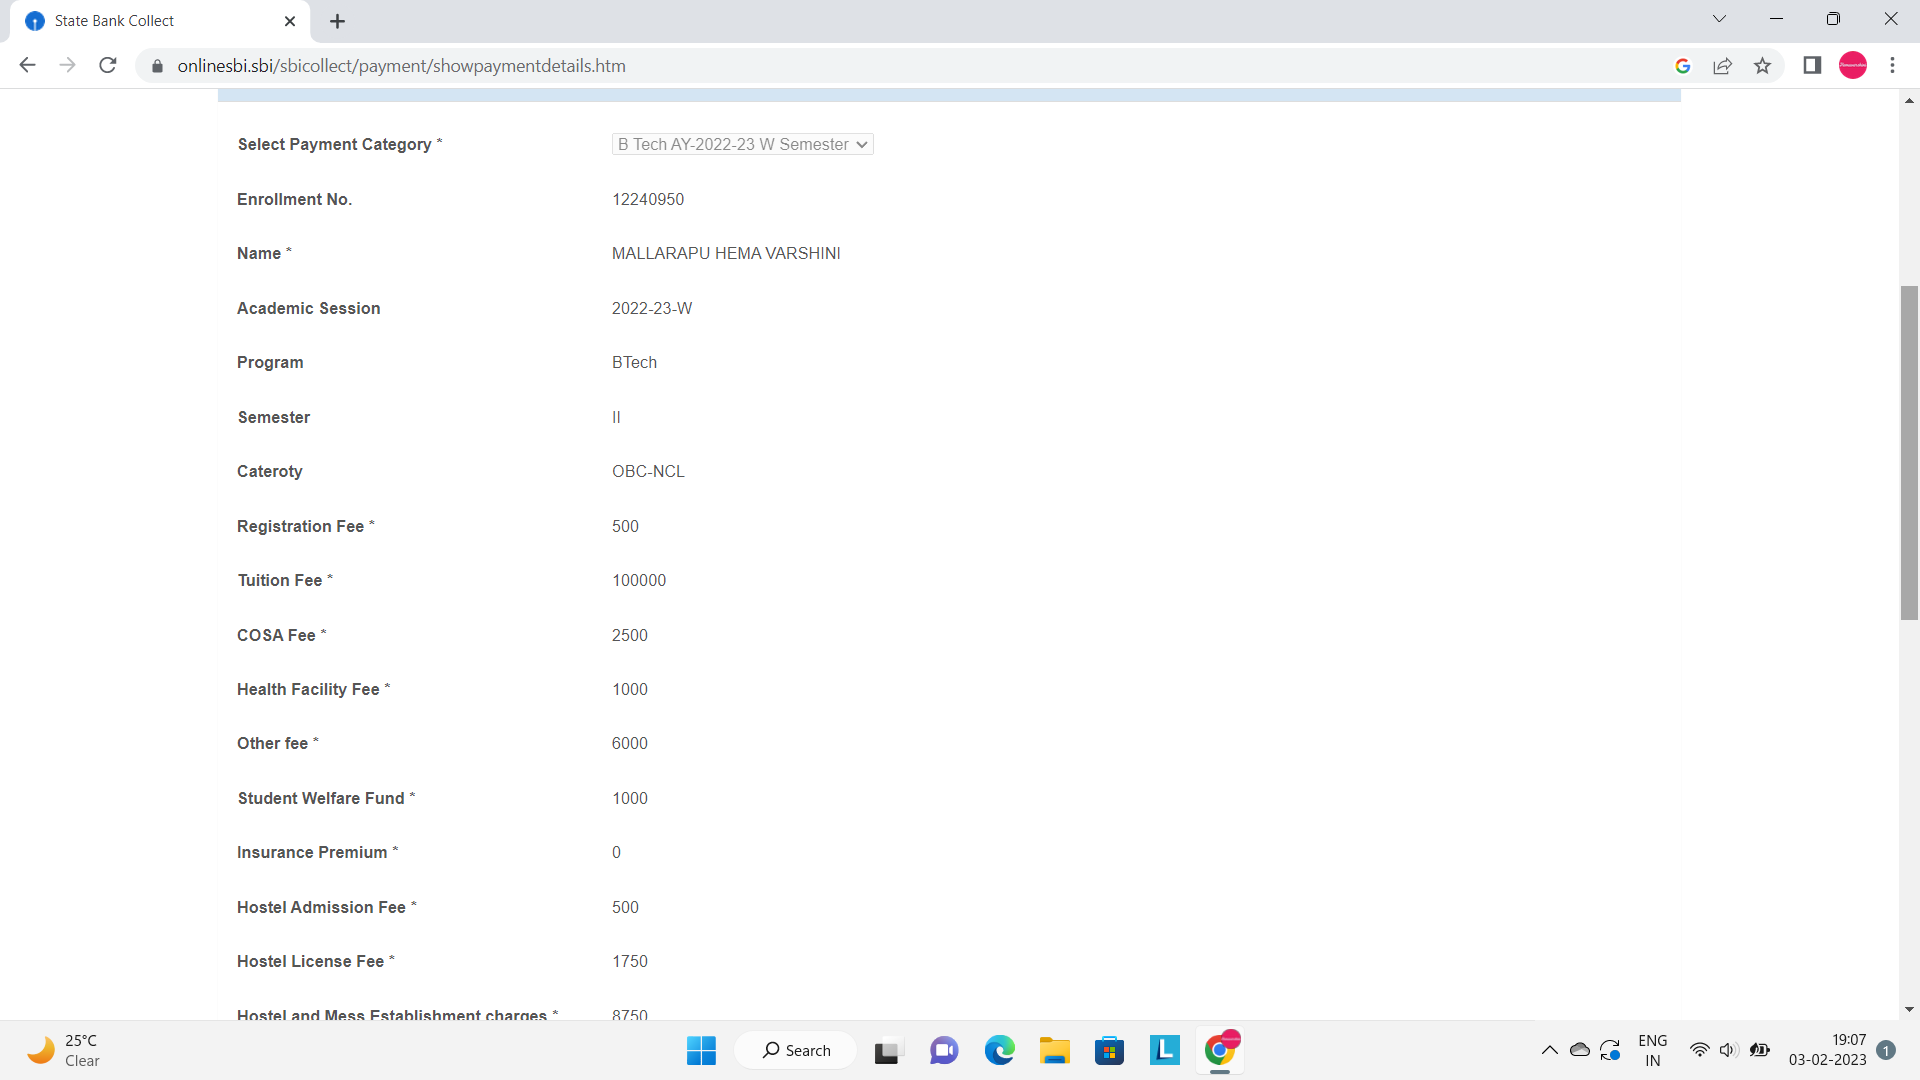 State Bank Collect
onlinesbi.sbi/sbicollect/payment/showpaymentdetails.htm
Select Payment Category * B Tech AY-2022-23 W Semester
Enrollment No. 12240950
Name * MALLARAPU HEMA VARSHINI
Academic Session 2022-23-W
Program BTech
Semester II
Cateroty OBC-NCL
Registration Fee * 500
Tuition Fee * 100000
COSA Fee * 2500
Health Facility Fee * 1000
Other fee * 6000
Student Welfare Fund * 1000
Insurance Premium * 0
Hostel Admission Fee * 500
Hostel License Fee * 1750
Hostel and Mess Establishment charges * 8750
25°C
Clear
Search
ENG
IN
19:07
03-02-2023
1